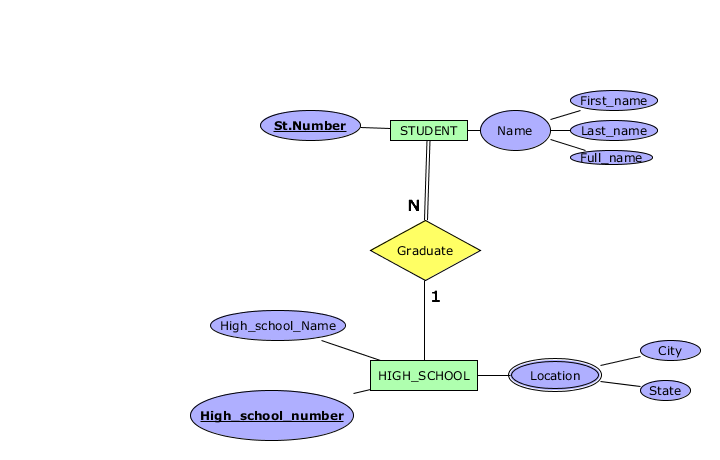 First_name
St.Number
STUDENT
Name
Last_name
Full_name
N
Graduate
1
High_school_Name
City
HIGH_SCHOOL
Location
State
High_school_number